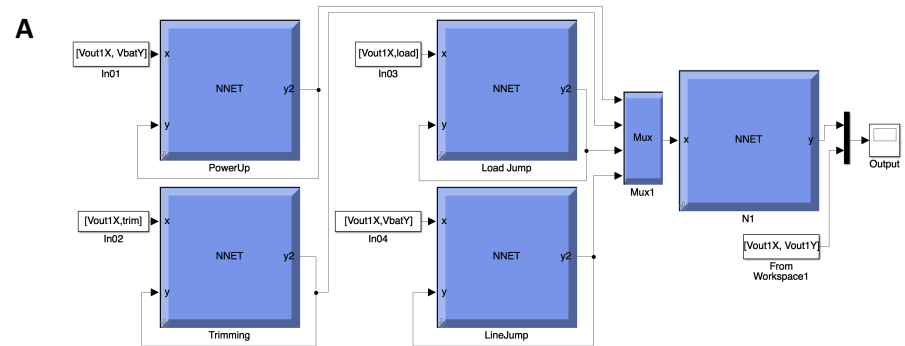 A
[Vout1X, VbatY]
In01
x
NNET
y2
y
PowerUp
[Vout1X,load]
In03
x
NNET
y2
y
Load Jump
Mux
Mux1
x
NNET
y
N1
Output
[Vout1X,trim]
In02
x
NNET
y2
y
Trimming
[Vout1X,VbatY]
In04
x
NNET
y2
y
LineJump
[Vout1X, Vout1Y]
From
Workspace1